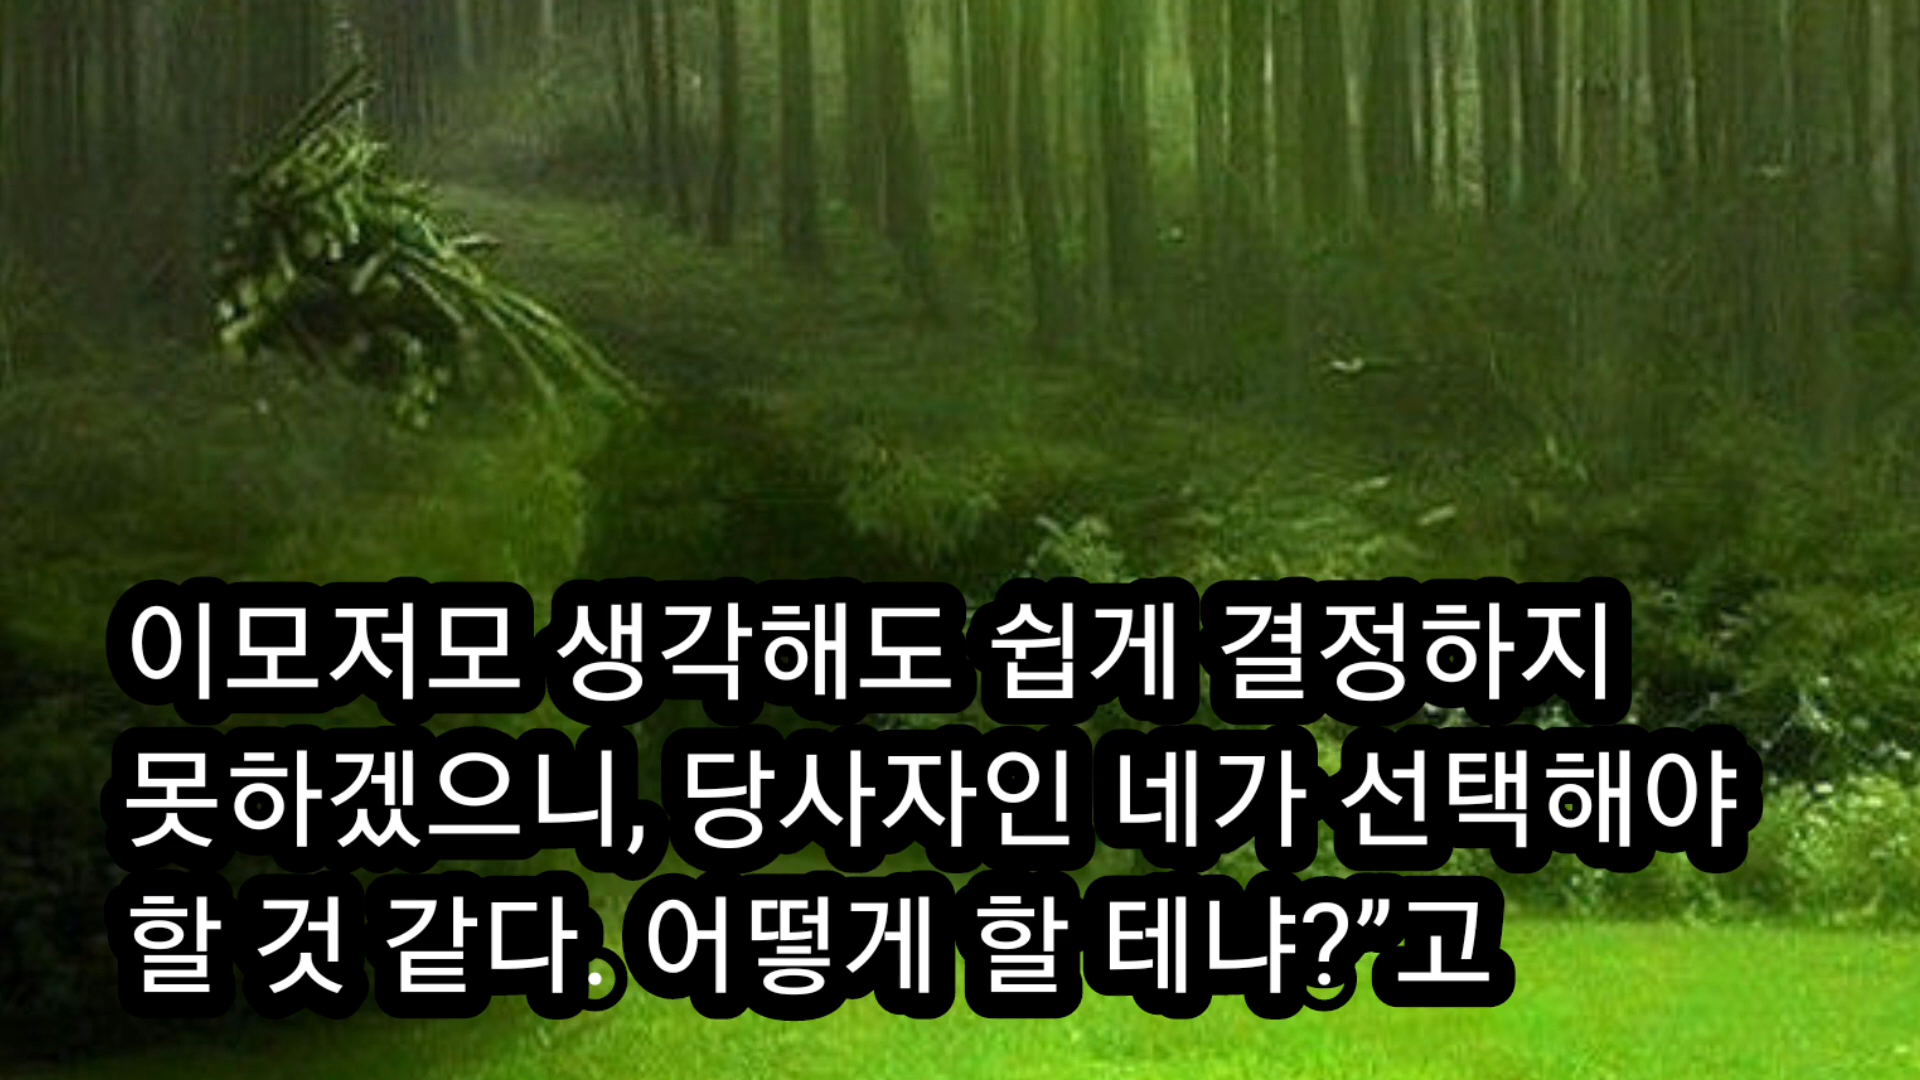 이모저모 생각해도 쉽게 결정하지
못하겠으니, 당사자인 네가 선택해야
할 것 같다. 어떻게 할 테냐?”고